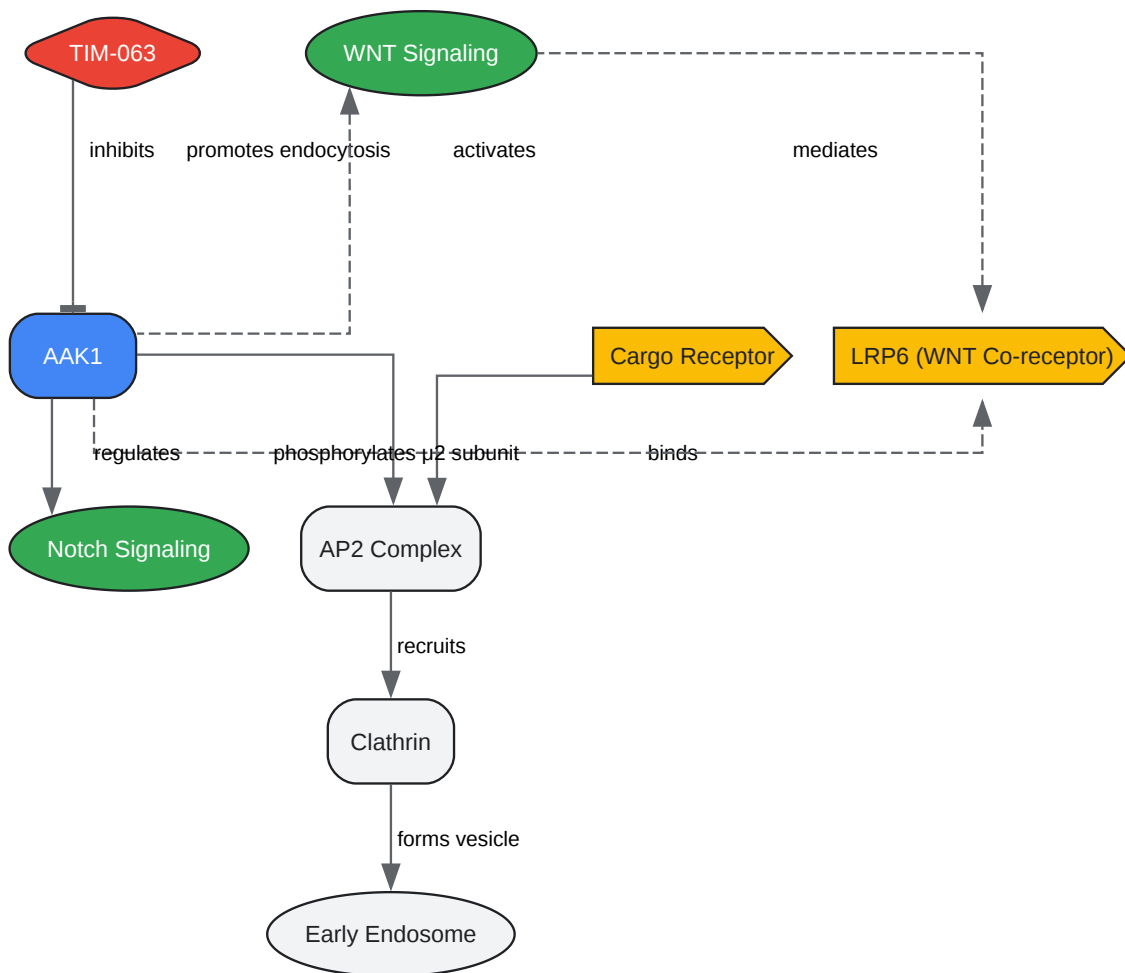 TIM-063
WNT Signaling
inhibits
promotes endocytosis
activates
mediates
AAK1
Cargo Receptor
LRP6 (WNT Co-receptor)
regulates
phosphorylates μ2 subunit
binds
Notch Signaling
AP2 Complex
recruits
Clathrin
forms vesicle
Early Endosome